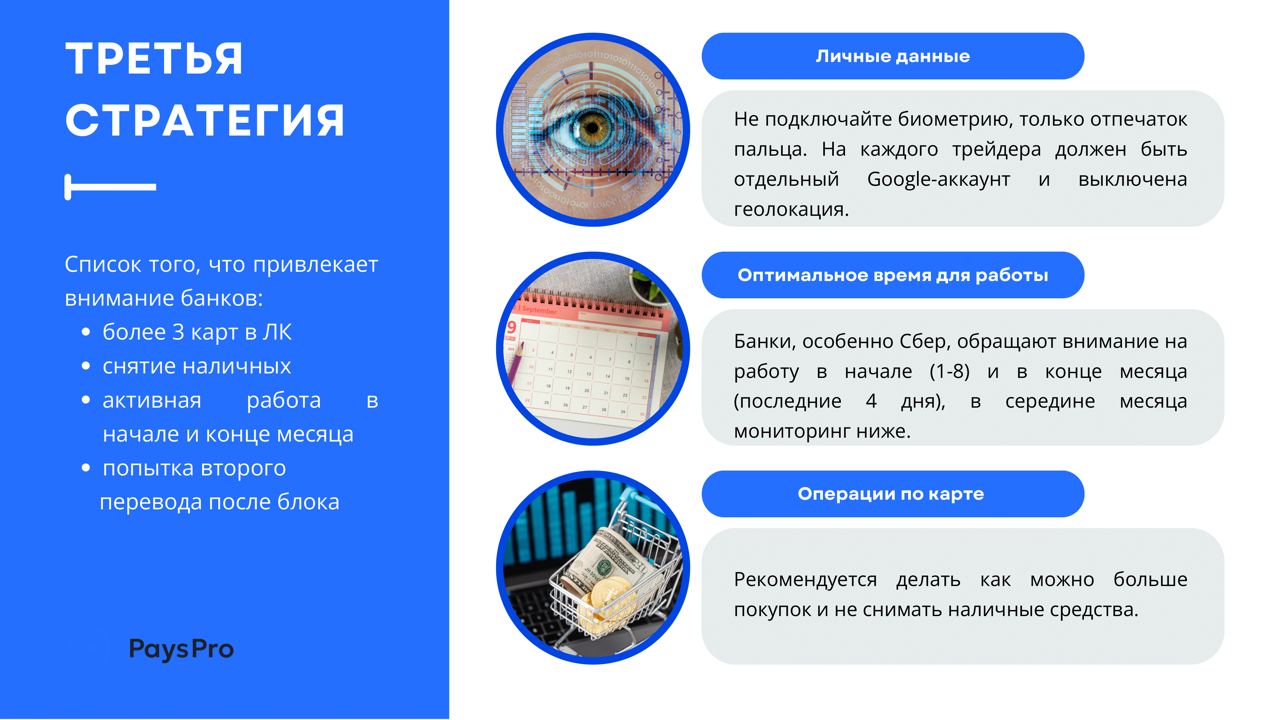 ТРЕТЬЯ
СТРАТЕГИЯ
Список того, что привлекает
внимание банков:
• более 3 карт в ЛК
• снятие наличных
• активная работа в
начале и конце месяца
• попытка второго
перевода после блока
PaysPro
Личные данные
Не подключайте биометрию, только отпечаток
пальца. На каждого трейдера должен быть
отдельный Google-аккаунт и выключена
геолокация.
Оптимальное время для работы
Банки, особенно Сбер, обращают внимание на
работу в начале (1-8) и в конце месяца
(последние 4 дня), в середине месяца
мониторинг ниже.
Операции по карте
Рекомендуется делать как можно больше
покупок и не снимать наличные средства.
September
9